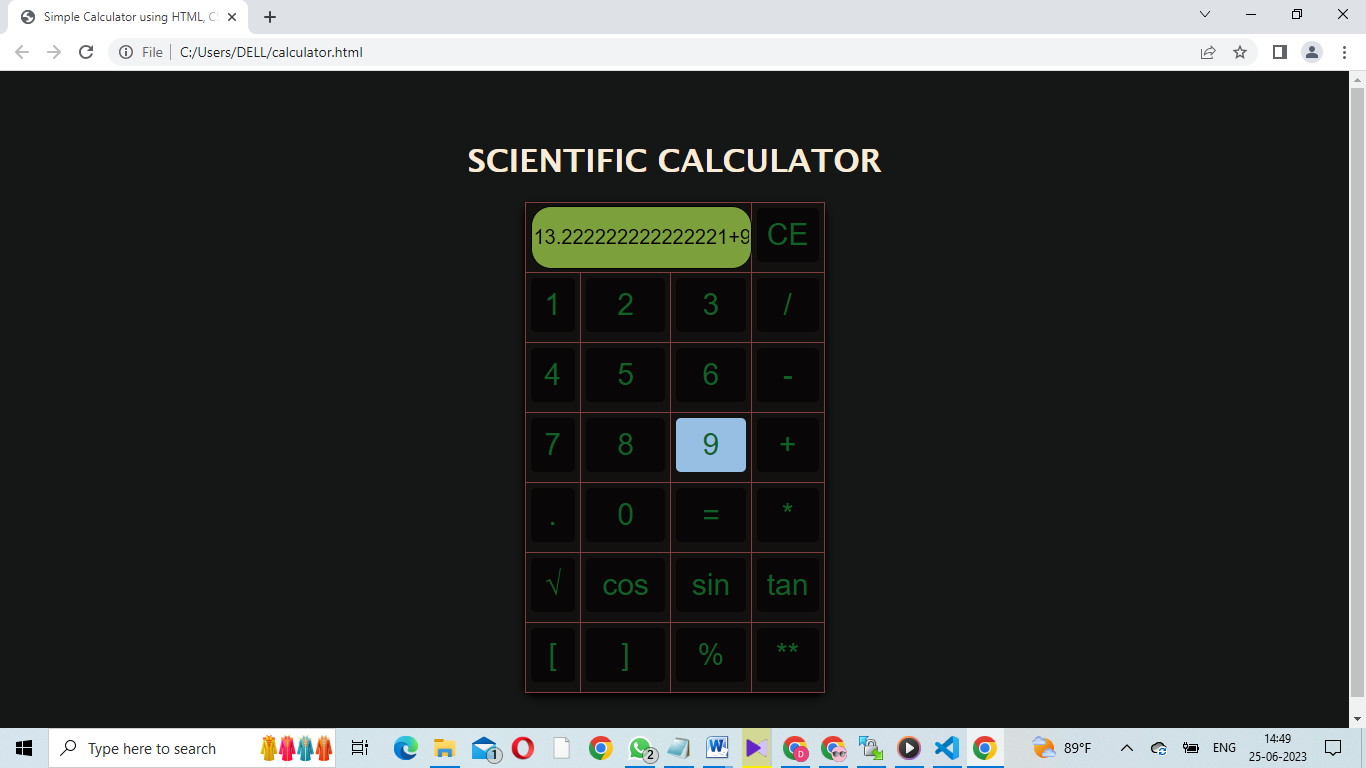 Simple Calculator using HTML, C
File C:/Users/DELL/calculator.html
SCIENTIFIC CALCULATOR
13.222222222222221+9 CE
1 2 3 /
4 5 6 -
7 8 9 +
. 0 = *
√ cos sin tan
[ ] % **
Type here to search
1
2
D
89°F
ENG
14:49
25-06-2023